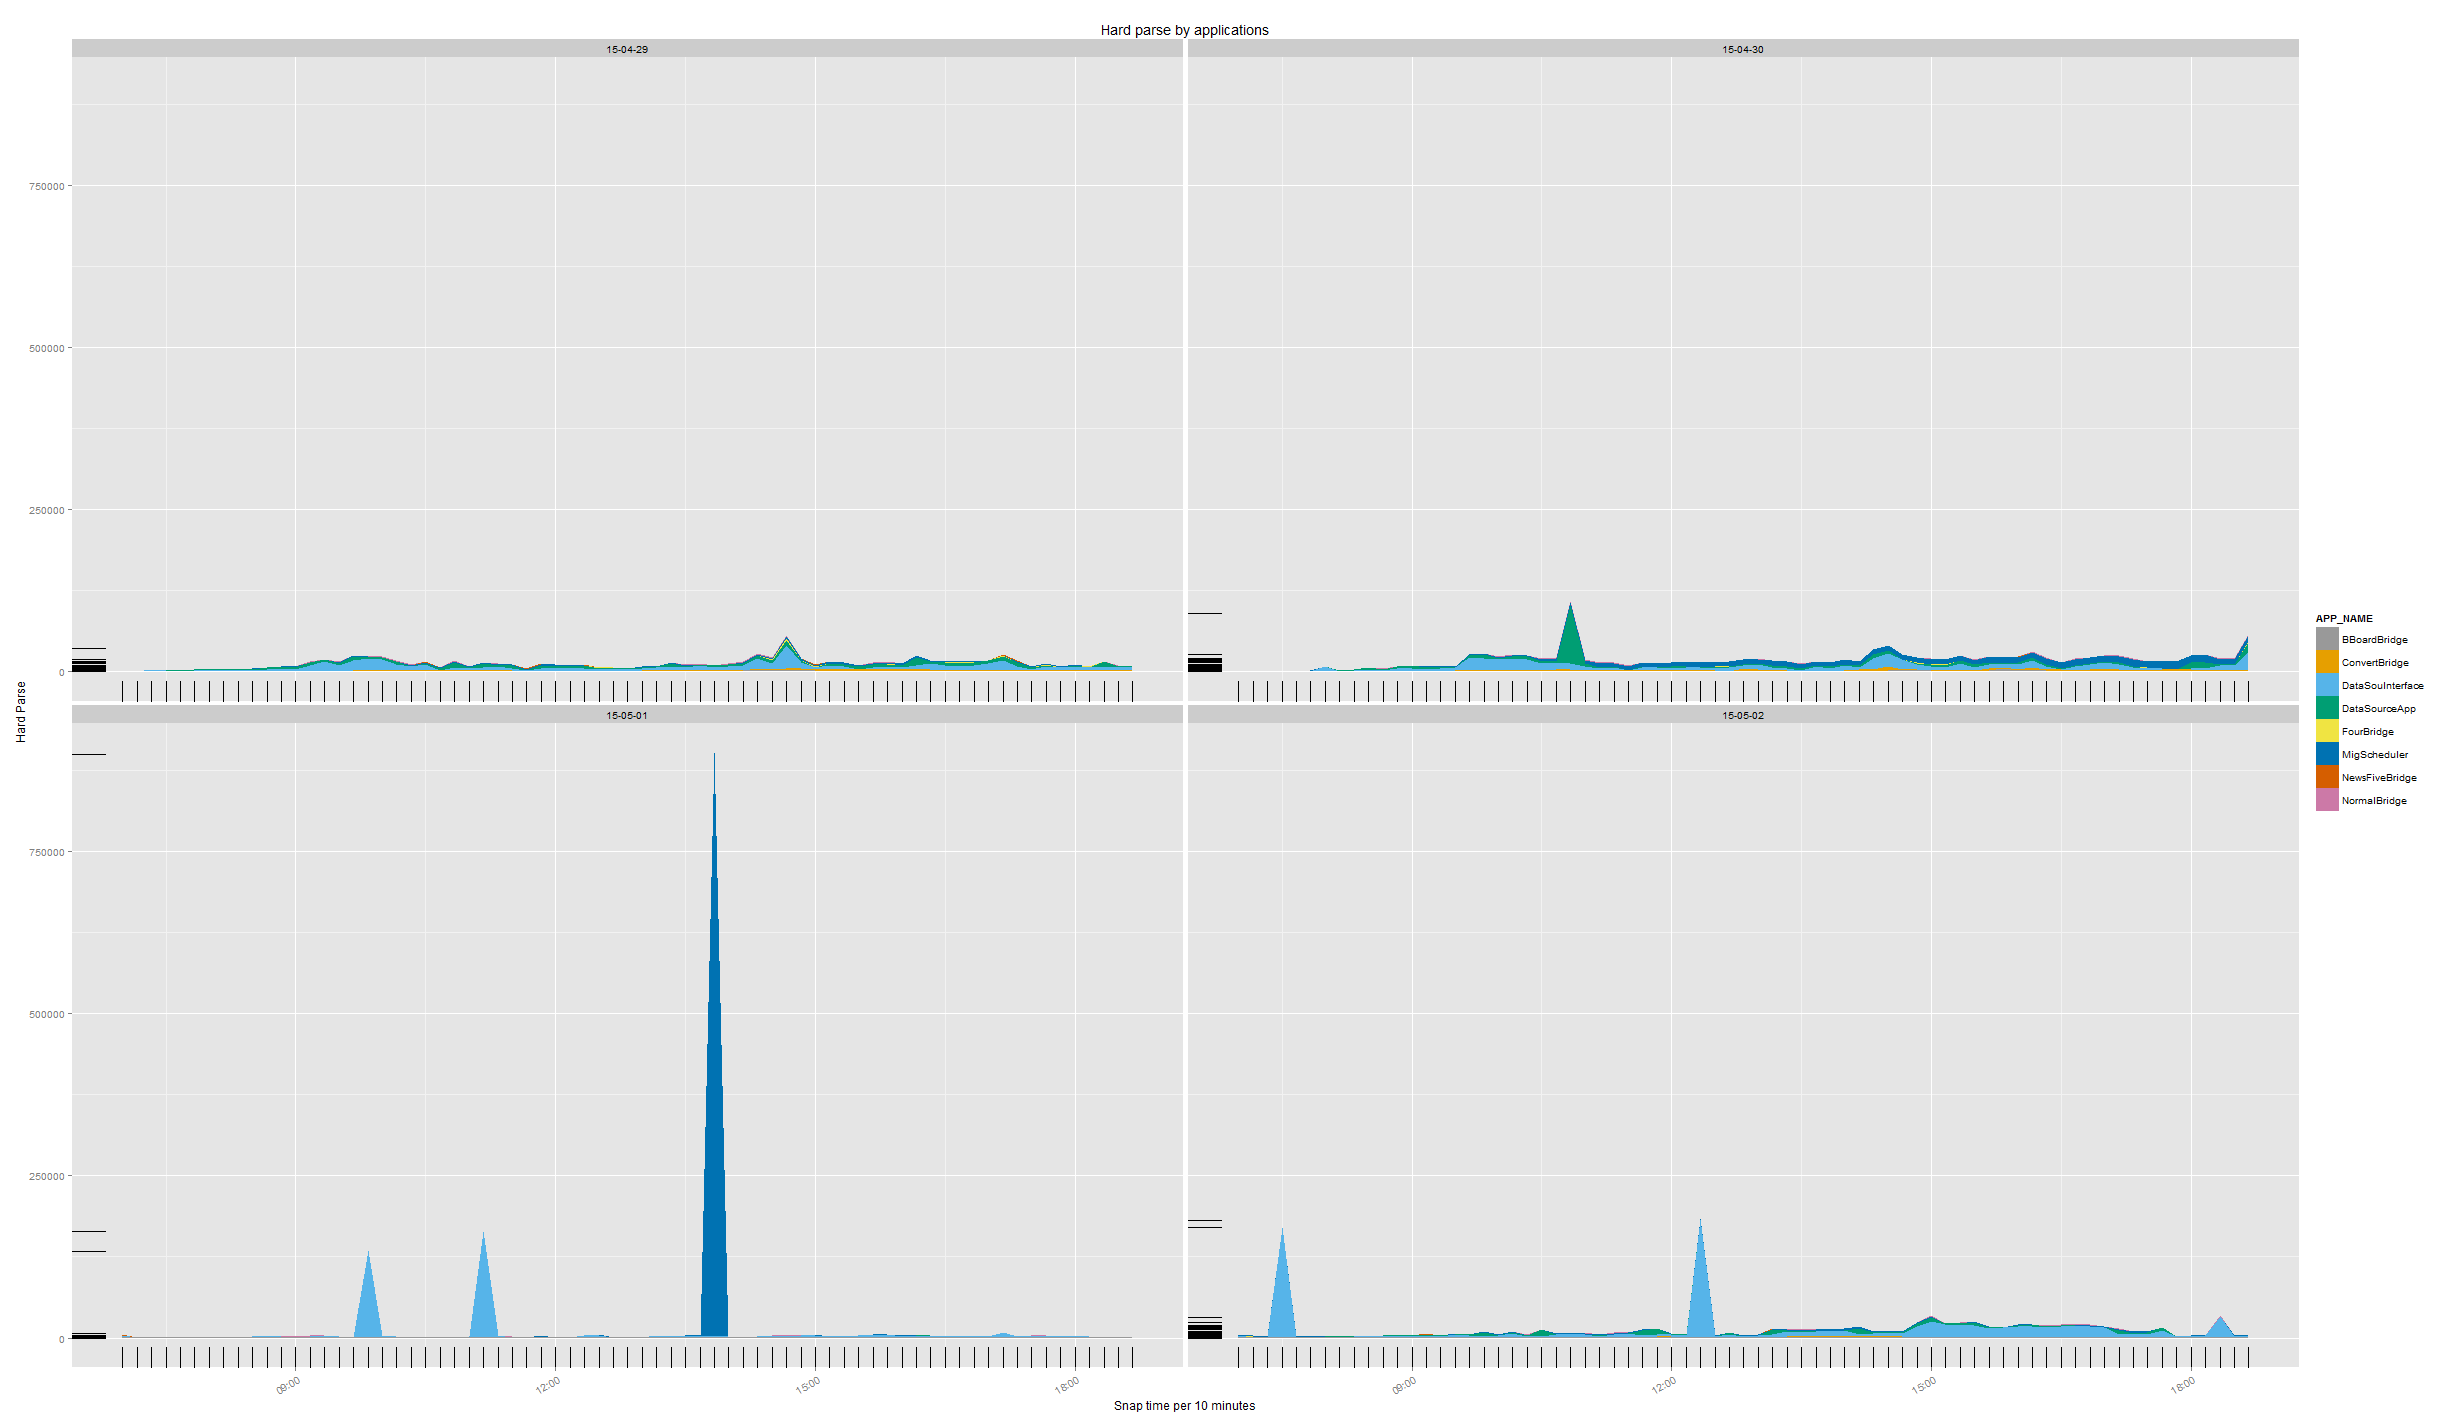 Hard parse by applications
15-04-29
15-04-30
750000
500000
250000
0
Hard Parse
15-05-01
15-05-02
750000
500000
250000
0
09:00
12:00
15:00
18:00
09:00
12:00
15:00
18:00
Snap time per 10 minutes
APP_NAME
BBoardBridge
ConvertBridge
DataSouInterface
DataSourceApp
FourBridge
MigScheduler
NewsFiveBridge
NormalBridge